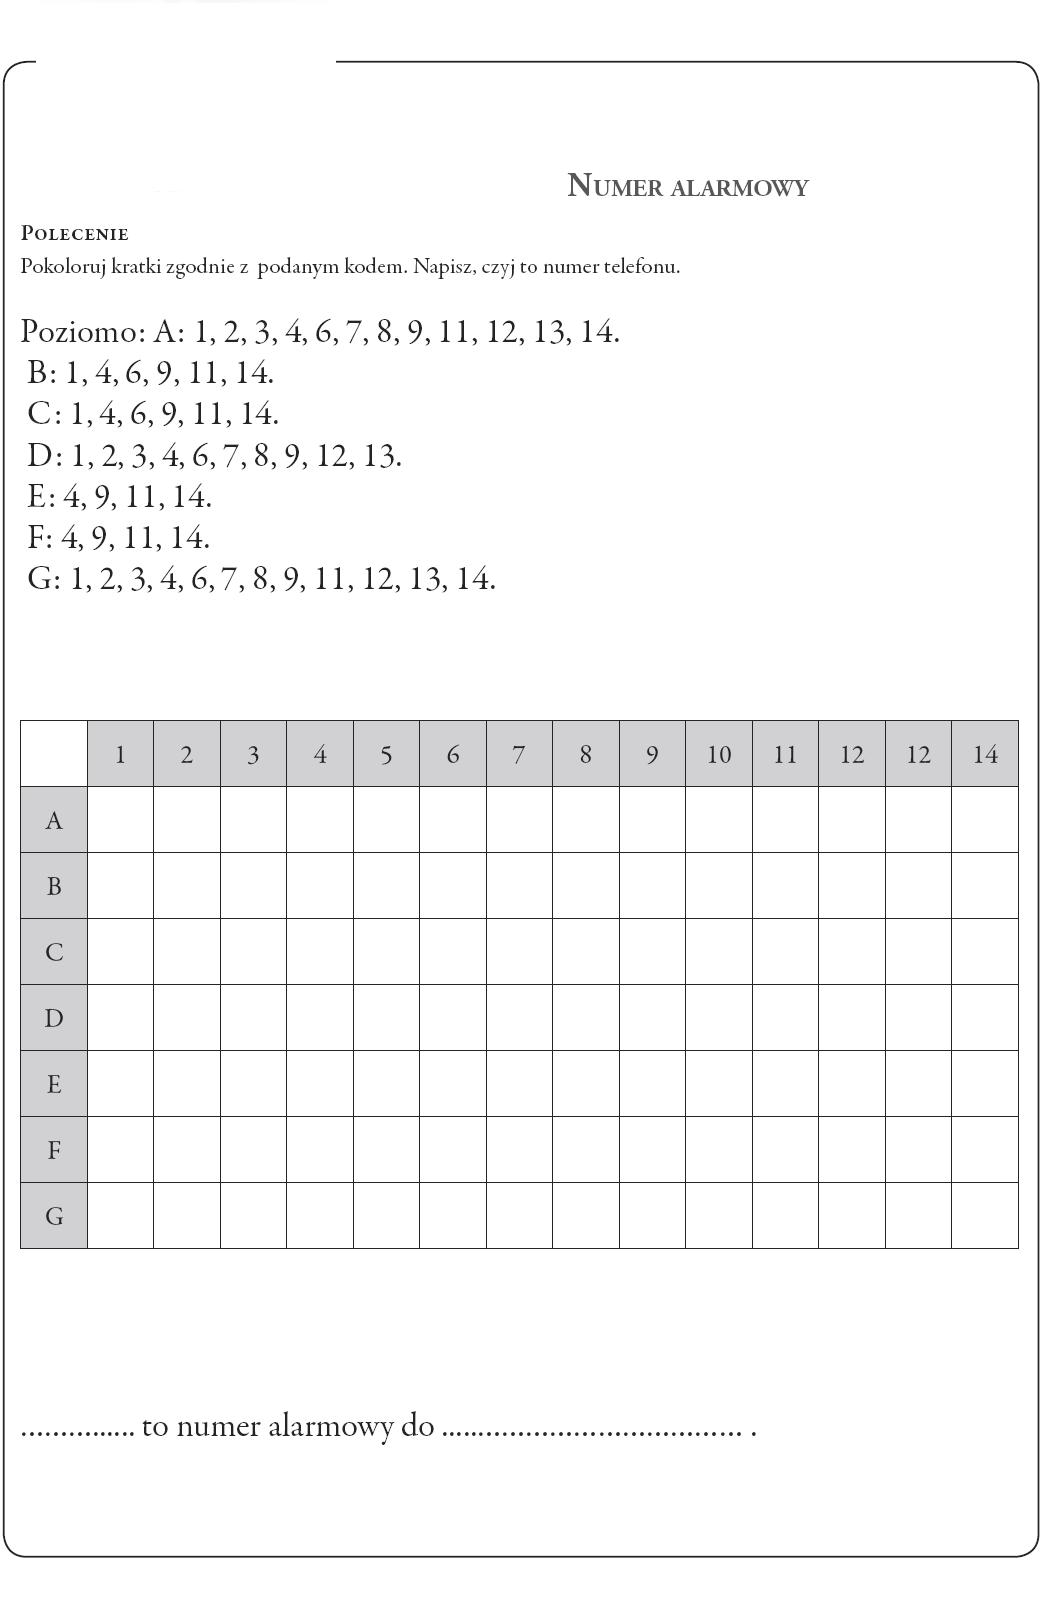 Numer alarmowy
Polecenie
Pokoloruj kratki zgodnie z podanym kodem. Napisz, czyj to numer telefonu.
Poziomo: A: 1, 2, 3, 4, 6, 7, 8, 9, 11, 12, 13, 14.
B: 1, 4, 6, 9, 11, 14.
C: 1, 4, 6, 9, 11, 14.
D: 1, 2, 3, 4, 6, 7, 8, 9, 12, 13.
E: 4, 9, 11, 14.
F: 4, 9, 11, 14.
G: 1, 2, 3, 4, 6, 7, 8, 9, 11, 12, 13, 14.
1 2 3 4 5 6 7 8 9 10 11 12 12 14
A
B
C
D
E
F
G
.............. to numer alarmowy do ...................................... .